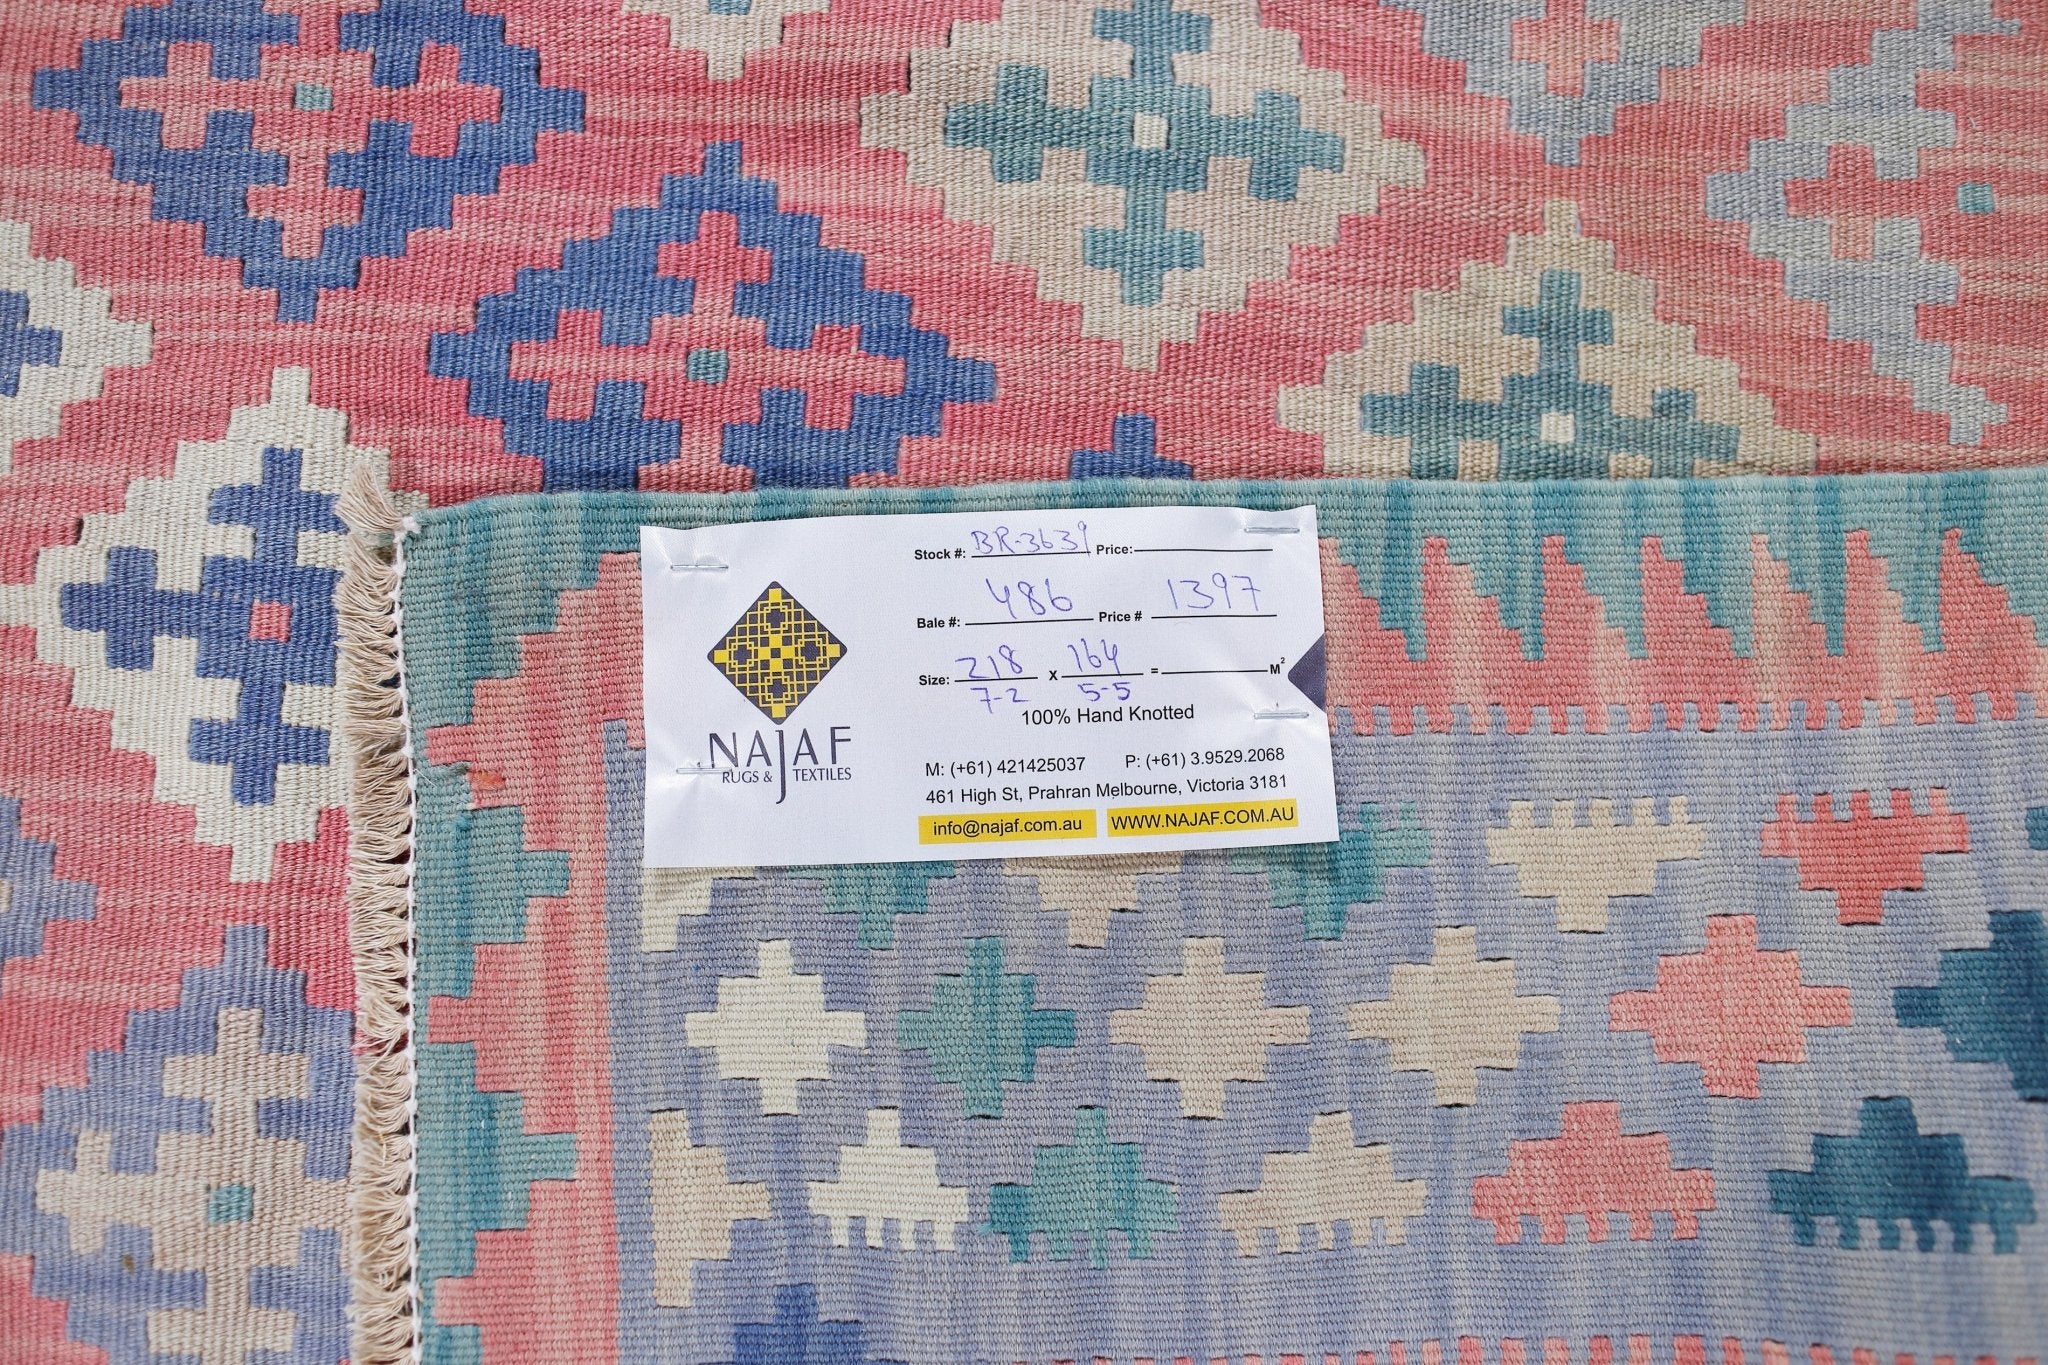 Stock #: BR-3639 Price:
Bale #: 486 Price # 1397
Size: 218 x 164 = M²
7-2 5-5
100% Hand Knotted
NAJAF
RUGS & TEXTILES
M: (+61) 421425037 P: (+61) 3.9529.2068
461 High St, Prahran Melbourne, Victoria 3181
info@najaf.com.au WWW.NAJAF.COM.AU